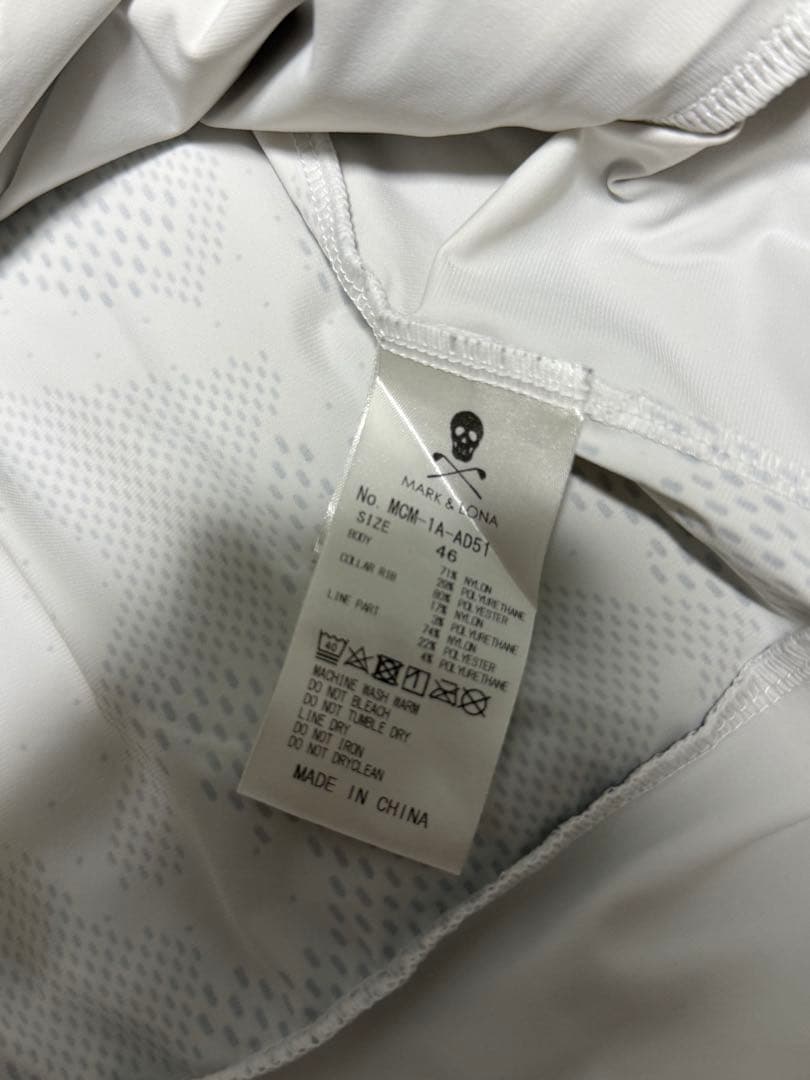 MARK & LONA
No. MCM-1A-AD51
SIZE 46
BODY 71% NYLON
29% POLYURETHANE
COLLAR RIB 80% POLYESTER
17% NYLON
3% POLYURETHANE
LINE PART 74% NYLON
22% POLYESTER
4% POLYURETHANE
40
MACHINE WASH WARM
DO NOT BLEACH
DO NOT TUMBLE DRY
LINE DRY
DO NOT IRON
DO NOT DRYCLEAN
MADE IN CHINA